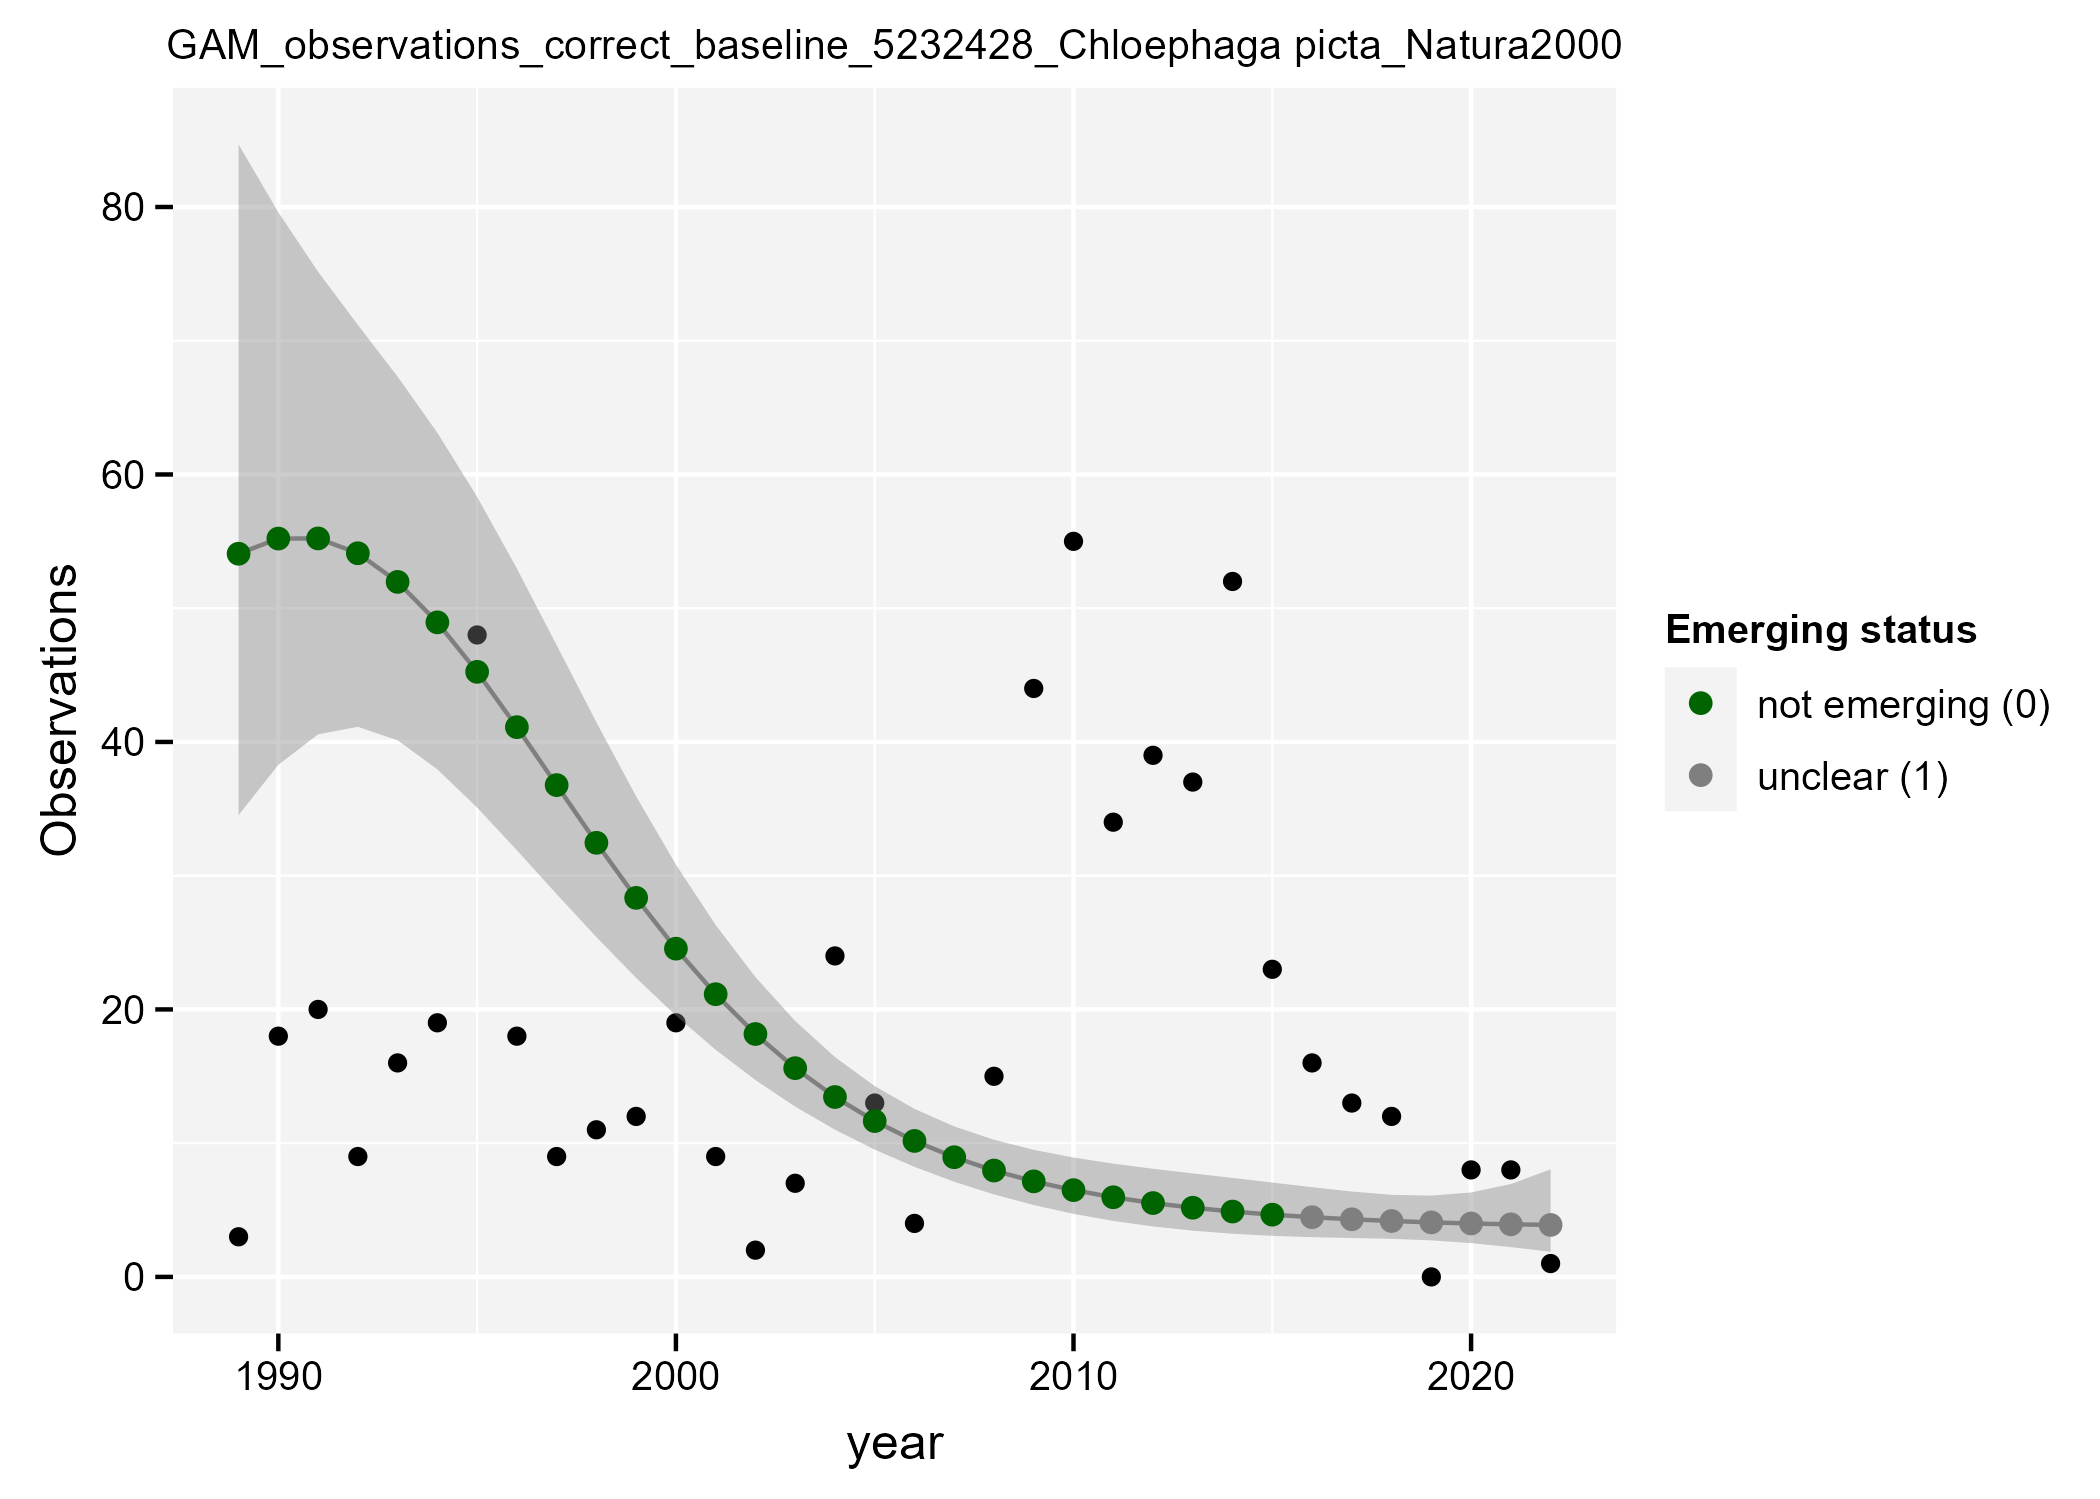 GAM_observations_correct_baseline_5232428_Chloephaga picta_Natura2000
80
60
40
20
0
Observations
1990
2000
2010
2020
year
Emerging status
not emerging (0)
unclear (1)